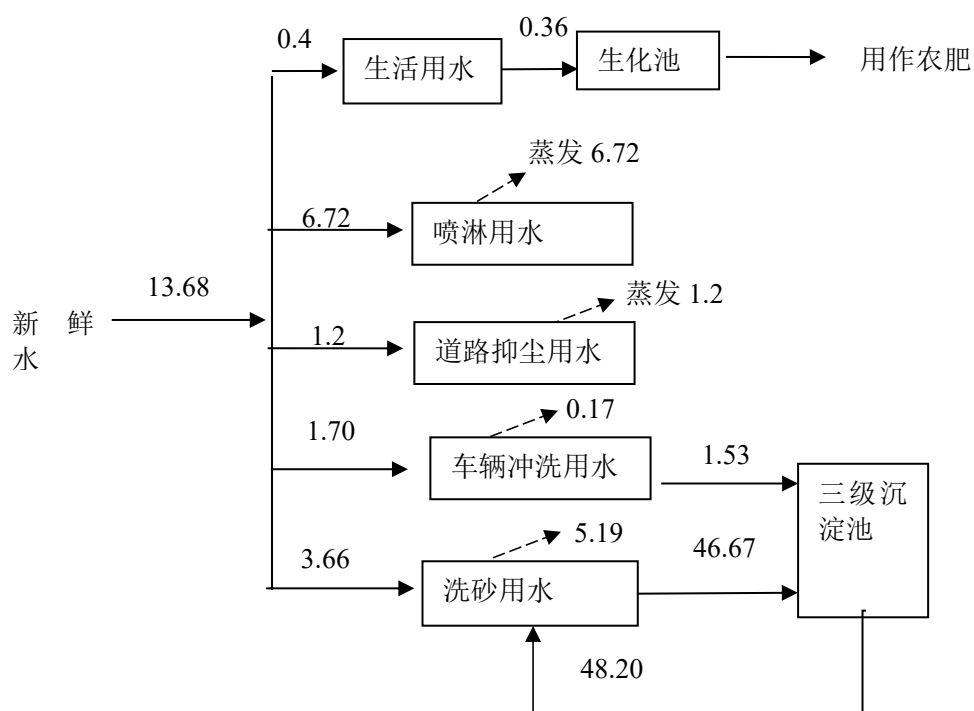 0.4
生活用水
0.36
生化池
用作农肥
蒸发 6.72
6.72
喷淋用水
13.68
新 鲜
水
蒸发 1.2
1.2
道路抑尘用水
0.17
1.70
车辆冲洗用水
1.53
三级沉
淀池
5.19
3.66
洗砂用水
46.67
48.20